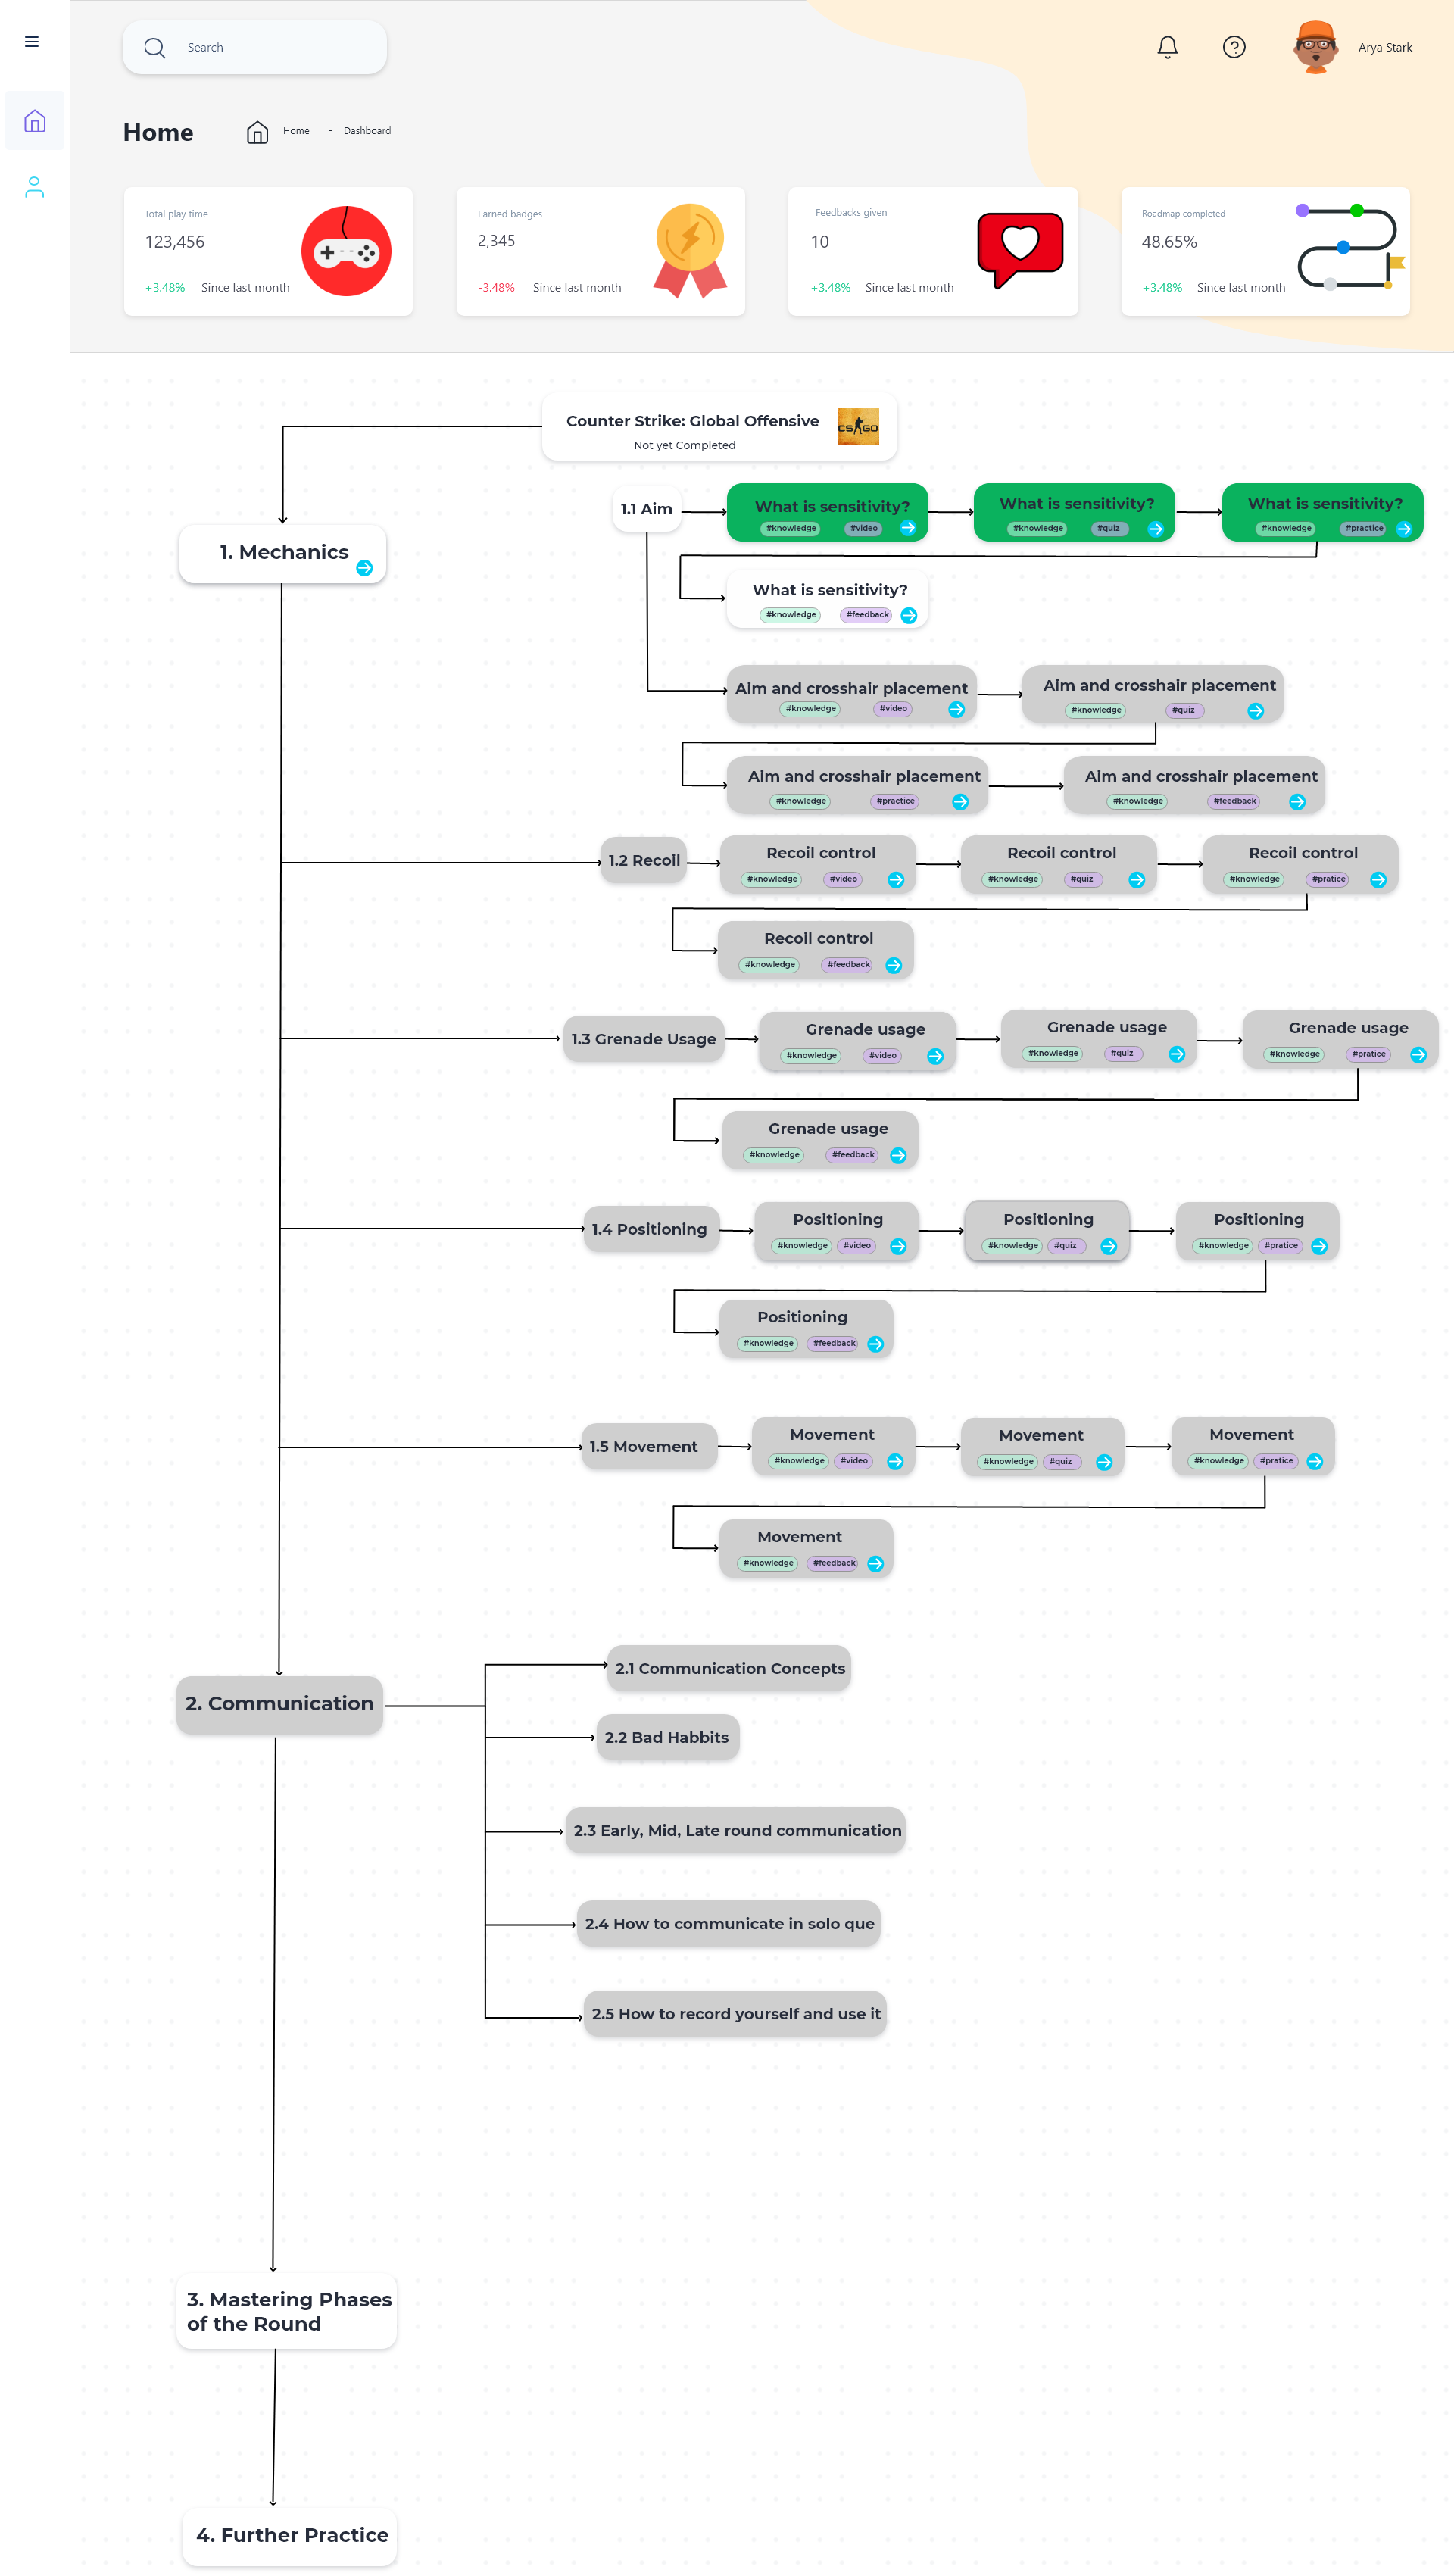 Search
Arya Stark
Home
Home - Dashboard
Total play time
123,456
+3.48% Since last month
Earned badges
2,345
-3.48% Since last month
Feedbacks given
10
+3.48% Since last month
Roadmap completed
48.65%
+3.48% Since last month
Counter Strike: Global Offensive
Not yet Completed
CS GO
1. Mechanics
1.1 Aim
What is sensitivity?
#knowledge #video
What is sensitivity?
#knowledge #quiz
What is sensitivity?
#knowledge #practice
What is sensitivity?
#knowledge #feedback
Aim and crosshair placement
#knowledge #video
Aim and crosshair placement
#knowledge #quiz
Aim and crosshair placement
#knowledge #practice
Aim and crosshair placement
#knowledge #feedback
1.2 Recoil
Recoil control
#knowledge #video
Recoil control
#knowledge #quiz
Recoil control
#knowledge #pratice
Recoil control
#knowledge #feedback
1.3 Grenade Usage
Grenade usage
#knowledge #video
Grenade usage
#knowledge #quiz
Grenade usage
#knowledge #pratice
Grenade usage
#knowledge #feedback
1.4 Positioning
Positioning
#knowledge #video
Positioning
#knowledge #quiz
Positioning
#knowledge #pratice
Positioning
#knowledge #feedback
1.5 Movement
Movement
#knowledge #video
Movement
#knowledge #quiz
Movement
#knowledge #pratice
Movement
#knowledge #feedback
2. Communication
2.1 Communication Concepts
2.2 Bad Habbits
2.3 Early, Mid, Late round communication
2.4 How to communicate in solo que
2.5 How to record yourself and use it
3. Mastering Phases
of the Round
4. Further Practice